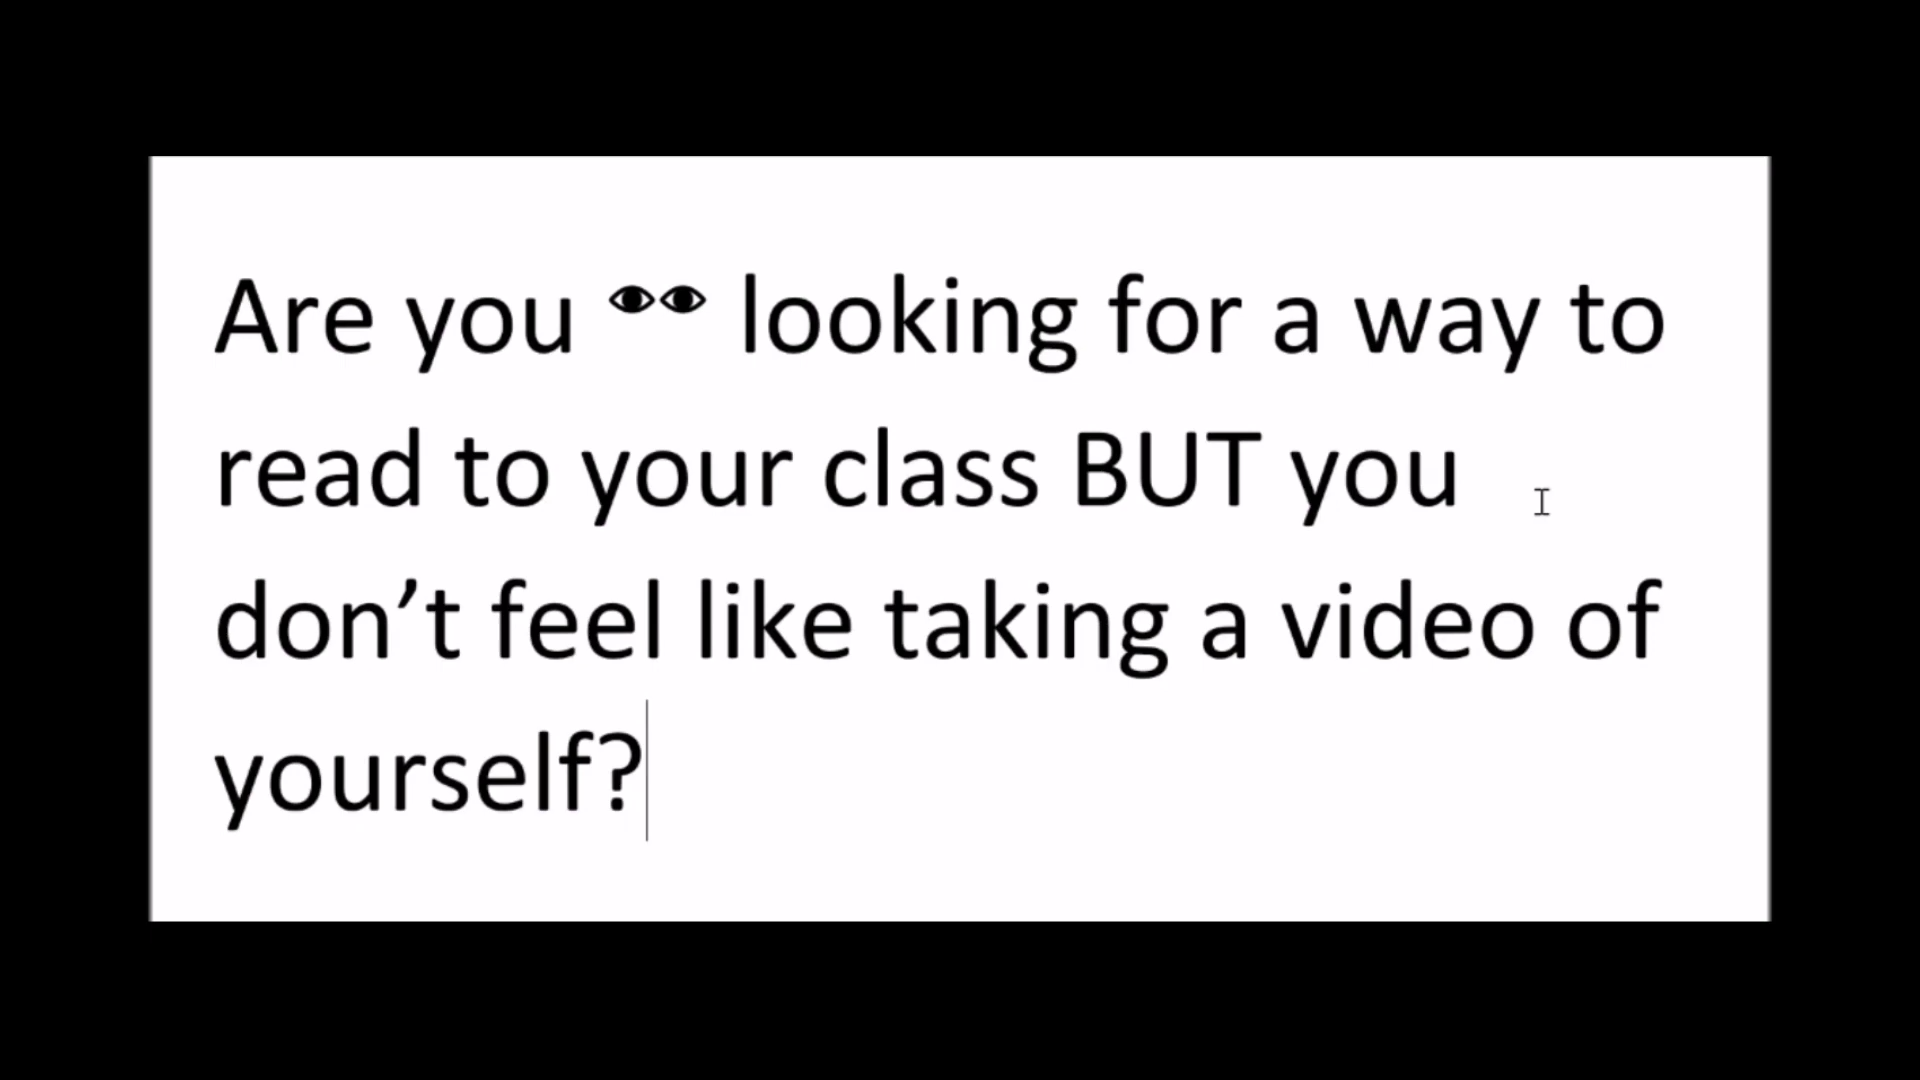 Are you 👁👁 looking for a way to
read to your class BUT you
don’t feel like taking a video of
yourself?